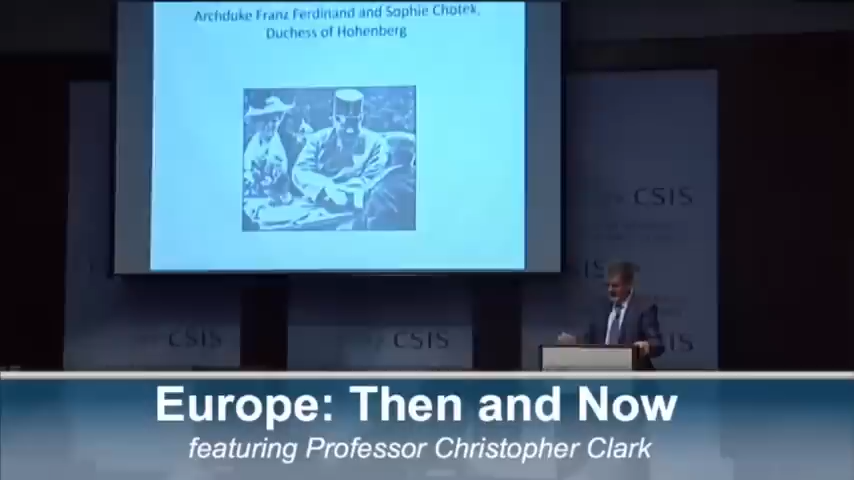 Archduke Franz Ferdinand and Sophie Chotek,
Duchess of Hohenberg
CSIS
CSIS
CSIS
CSIS
Europe: Then and Now
featuring Professor Christopher Clark